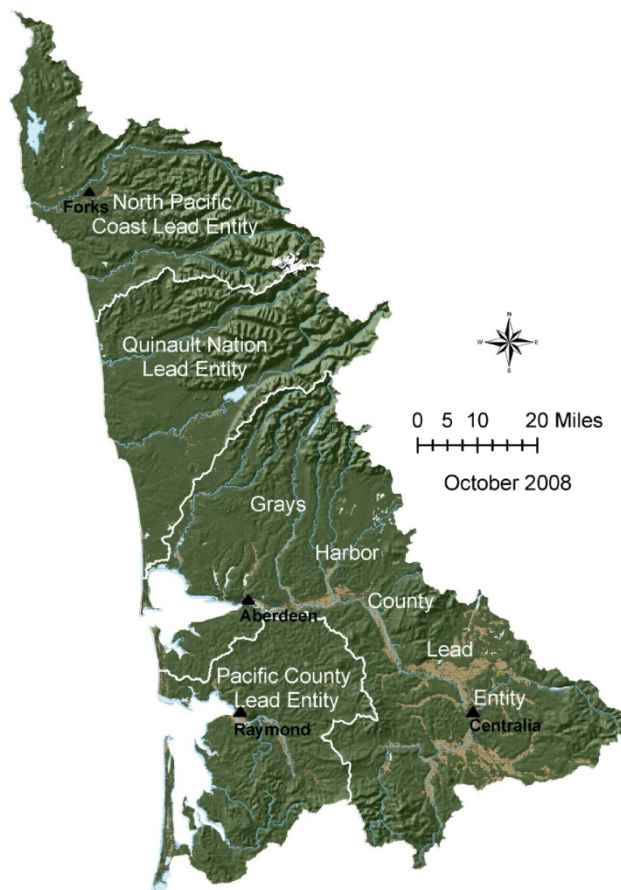 Forks
North Pacific
Coast Lead Entity
Quinault Nation
Lead Entity
N
W
E
S
0 5 10 20 Miles
October 2008
Grays
Harbor
County
Aberdeen
Lead
Pacific County
Lead Entity
Entity
Raymond
Centralia